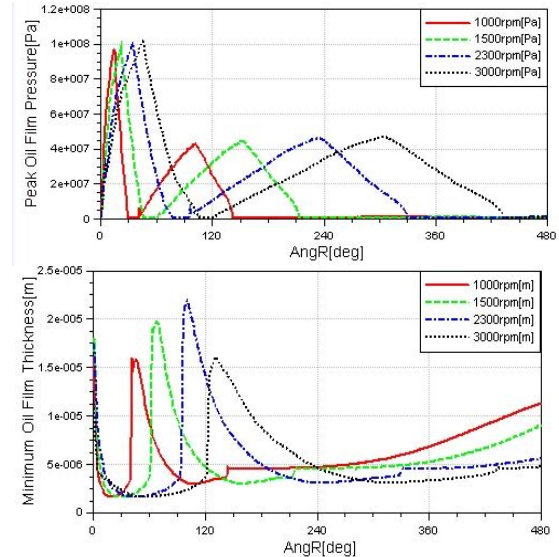 Peak Oil Film Pressure[Pa]
1.2e+008
1e+008
8e+007
6e+007
4e+007
2e+007
0
1000rpm[Pa]
1500rpm[Pa]
2300rpm[Pa]
3000rpm[Pa]
0 120 240 360 480
AngR[deg]
Minimum Oil Film Thickness[m]
2.5e-005
2e-005
1.5e-005
1e-005
5e-006
0
1000rpm[m]
1500rpm[m]
2300rpm[m]
3000rpm[m]
0 120 240 360 480
AngR[deg]